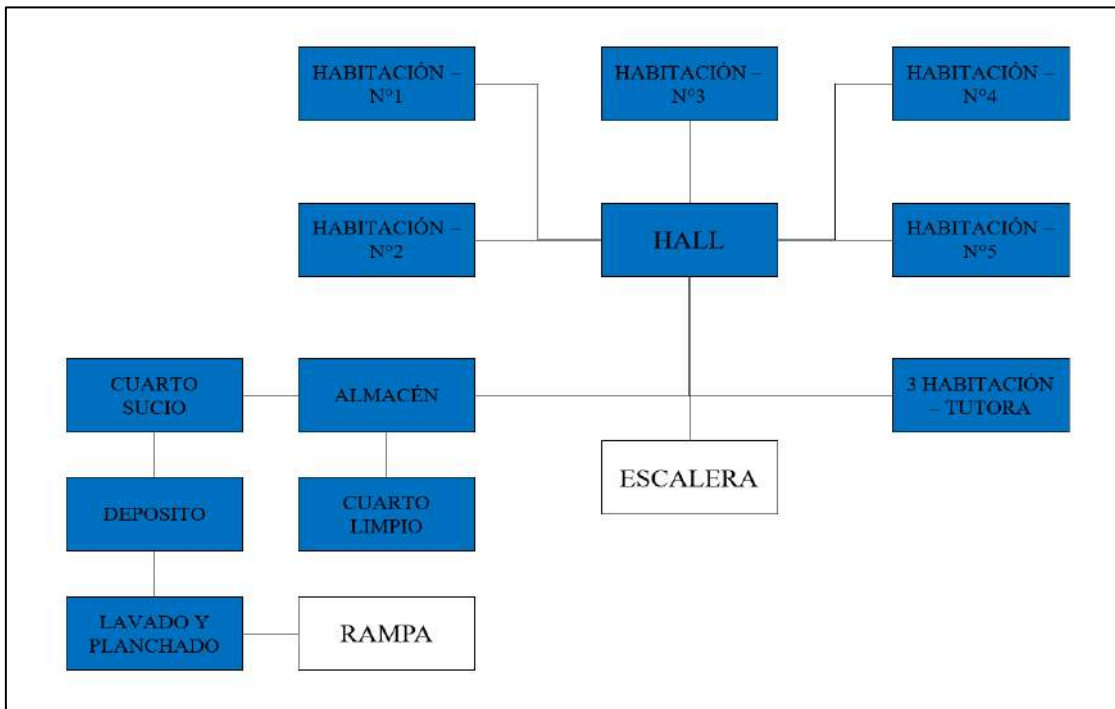 HABITACIÓN –
N°1
HABITACIÓN –
N°3
HABITACIÓN –
N°4
HABITACIÓN –
N°2
HALL
HABITACIÓN –
N°5
CUARTO
SUCIO
ALMACÉN
3 HABITACIÓN
– TUTORA
ESCALERA
DEPOSITO
CUARTO
LIMPIO
LAVADO Y
PLANCHADO
RAMPA